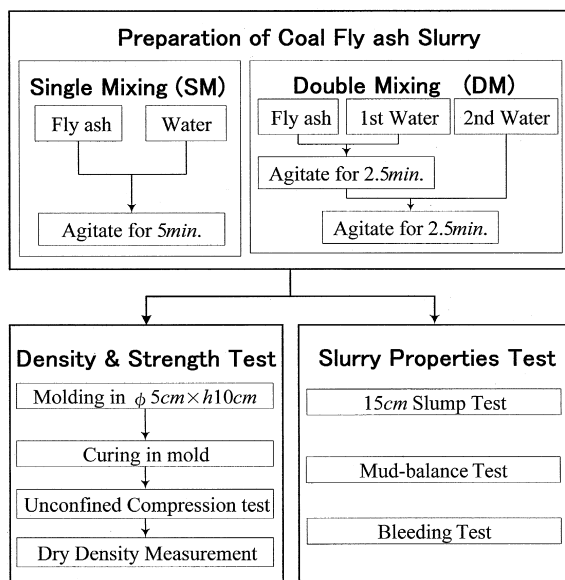 Preparation of Coal Fly ash Slurry
Single Mixing (SM)
Fly ash
Water
Agitate for 5min.
Double Mixing (DM)
Fly ash
1st Water
2nd Water
Agitate for 2.5min.
Agitate for 2.5min.
Density & Strength Test
Molding in ϕ 5cm×h10cm
Curing in mold
Unconfined Compression test
Dry Density Measurement
Slurry Properties Test
15cm Slump Test
Mud-balance Test
Bleeding Test